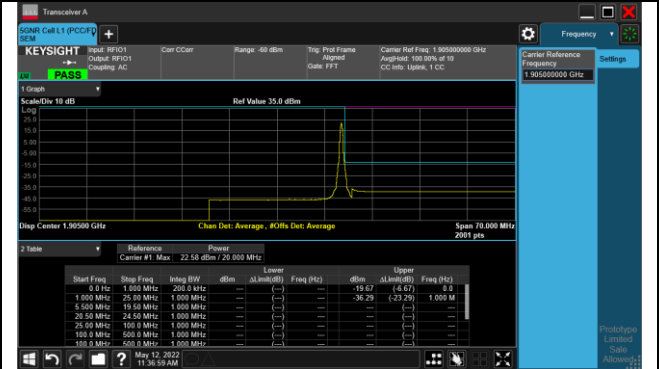 Transceiver A
5GNR Cell L1 (PCC/F
SEM
Frequency
KEYSIGHT Input: RFIO1 Corr CCorr Range: -60 dBm Trig: Prot Frame Carrier Ref Freq: 1.905000000 GHz
Output: RFIO1 Aligned AvgHold: 100.00% of 10
Coupling: AC Gate: FFT CC Info: Uplink, 1 CC
PASS
Carrier Reference
Frequency
1.905000000 GHz
Settings
1 Graph
Scale/Div 10 dB Ref Value 35.0 dBm
Log
25.0
15.0
5.00
-5.00
-15.0
-25.0
-35.0
-45.0
-55.0
Disp Center 1.90500 GHz Chan Det: Average , #Offs Det: Average Span 70.000 MHz
2001 pts
2 Table Reference Power
Carrier #1: Max 22.58 dBm / 20.000 MHz
Lower Upper
Start Freq Stop Freq Integ BW dBm ΔLimit(dB) Freq (Hz) dBm ΔLimit(dB) Freq (Hz)
0.0 Hz 1.000 MHz 200.0 kHz --- (---) --- -19.67 (-6.67) 0.0
1.000 MHz 25.00 MHz 1.000 MHz --- (---) --- -36.29 (-23.29) 1.000 M
5.500 MHz 19.50 MHz 1.000 MHz --- (---) --- --- (---) ---
20.50 MHz 24.50 MHz 1.000 MHz --- (---) --- --- (---) ---
25.00 MHz 100.0 MHz 1.000 MHz --- (---) --- --- (---) ---
100.0 MHz 500.0 MHz 1.000 MHz --- (---) --- --- (---) ---
100.0 MHz 500.0 MHz 1.000 MHz --- (---) --- --- (---) ---
May 12, 2022
11:36:59 AM
Prototype
Limited
Sale
Allowed